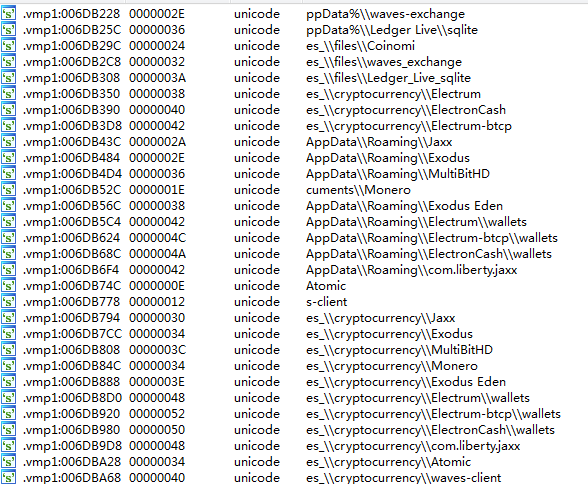 's' .vmp1:006DB228 0000002E unicode ppData%\\waves-exchange
's' .vmp1:006DB25C 00000036 unicode ppData%\\Ledger Live\\sqlite
's' .vmp1:006DB29C 00000024 unicode es_\\files\\Coinomi
's' .vmp1:006DB2C8 00000032 unicode es_\\files\\waves_exchange
's' .vmp1:006DB308 0000003A unicode es_\\files\\Ledger_Live_sqlite
's' .vmp1:006DB350 00000038 unicode es_\\cryptocurrency\\Electrum
's' .vmp1:006DB390 00000040 unicode es_\\cryptocurrency\\ElectronCash
's' .vmp1:006DB3D8 00000042 unicode es_\\cryptocurrency\\Electrum-btcp
's' .vmp1:006DB43C 0000002A unicode AppData\\Roaming\\Jaxx
's' .vmp1:006DB484 0000002E unicode AppData\\Roaming\\Exodus
's' .vmp1:006DB4D4 00000036 unicode AppData\\Roaming\\MultiBitHD
's' .vmp1:006DB52C 0000001E unicode cuments\\Monero
's' .vmp1:006DB56C 00000038 unicode AppData\\Roaming\\Exodus Eden
's' .vmp1:006DB5C4 00000042 unicode AppData\\Roaming\\Electrum\\wallets
's' .vmp1:006DB624 0000004C unicode AppData\\Roaming\\Electrum-btcp\\wallets
's' .vmp1:006DB68C 0000004A unicode AppData\\Roaming\\ElectronCash\\wallets
's' .vmp1:006DB6F4 00000042 unicode AppData\\Roaming\\com.liberty.jaxx
's' .vmp1:006DB74C 0000000E unicode Atomic
's' .vmp1:006DB778 00000012 unicode s-client
's' .vmp1:006DB794 00000030 unicode es_\\cryptocurrency\\Jaxx
's' .vmp1:006DB7CC 00000034 unicode es_\\cryptocurrency\\Exodus
's' .vmp1:006DB808 0000003C unicode es_\\cryptocurrency\\MultiBitHD
's' .vmp1:006DB84C 00000034 unicode es_\\cryptocurrency\\Monero
's' .vmp1:006DB888 0000003E unicode es_\\cryptocurrency\\Exodus Eden
's' .vmp1:006DB8D0 00000048 unicode es_\\cryptocurrency\\Electrum\\wallets
's' .vmp1:006DB920 00000052 unicode es_\\cryptocurrency\\Electrum-btcp\\wallets
's' .vmp1:006DB980 00000050 unicode es_\\cryptocurrency\\ElectronCash\\wallets
's' .vmp1:006DB9D8 00000048 unicode es_\\cryptocurrency\\com.liberty.jaxx
's' .vmp1:006DBA28 00000034 unicode es_\\cryptocurrency\\Atomic
's' .vmp1:006DBA68 00000040 unicode es_\\cryptocurrency\\waves-client